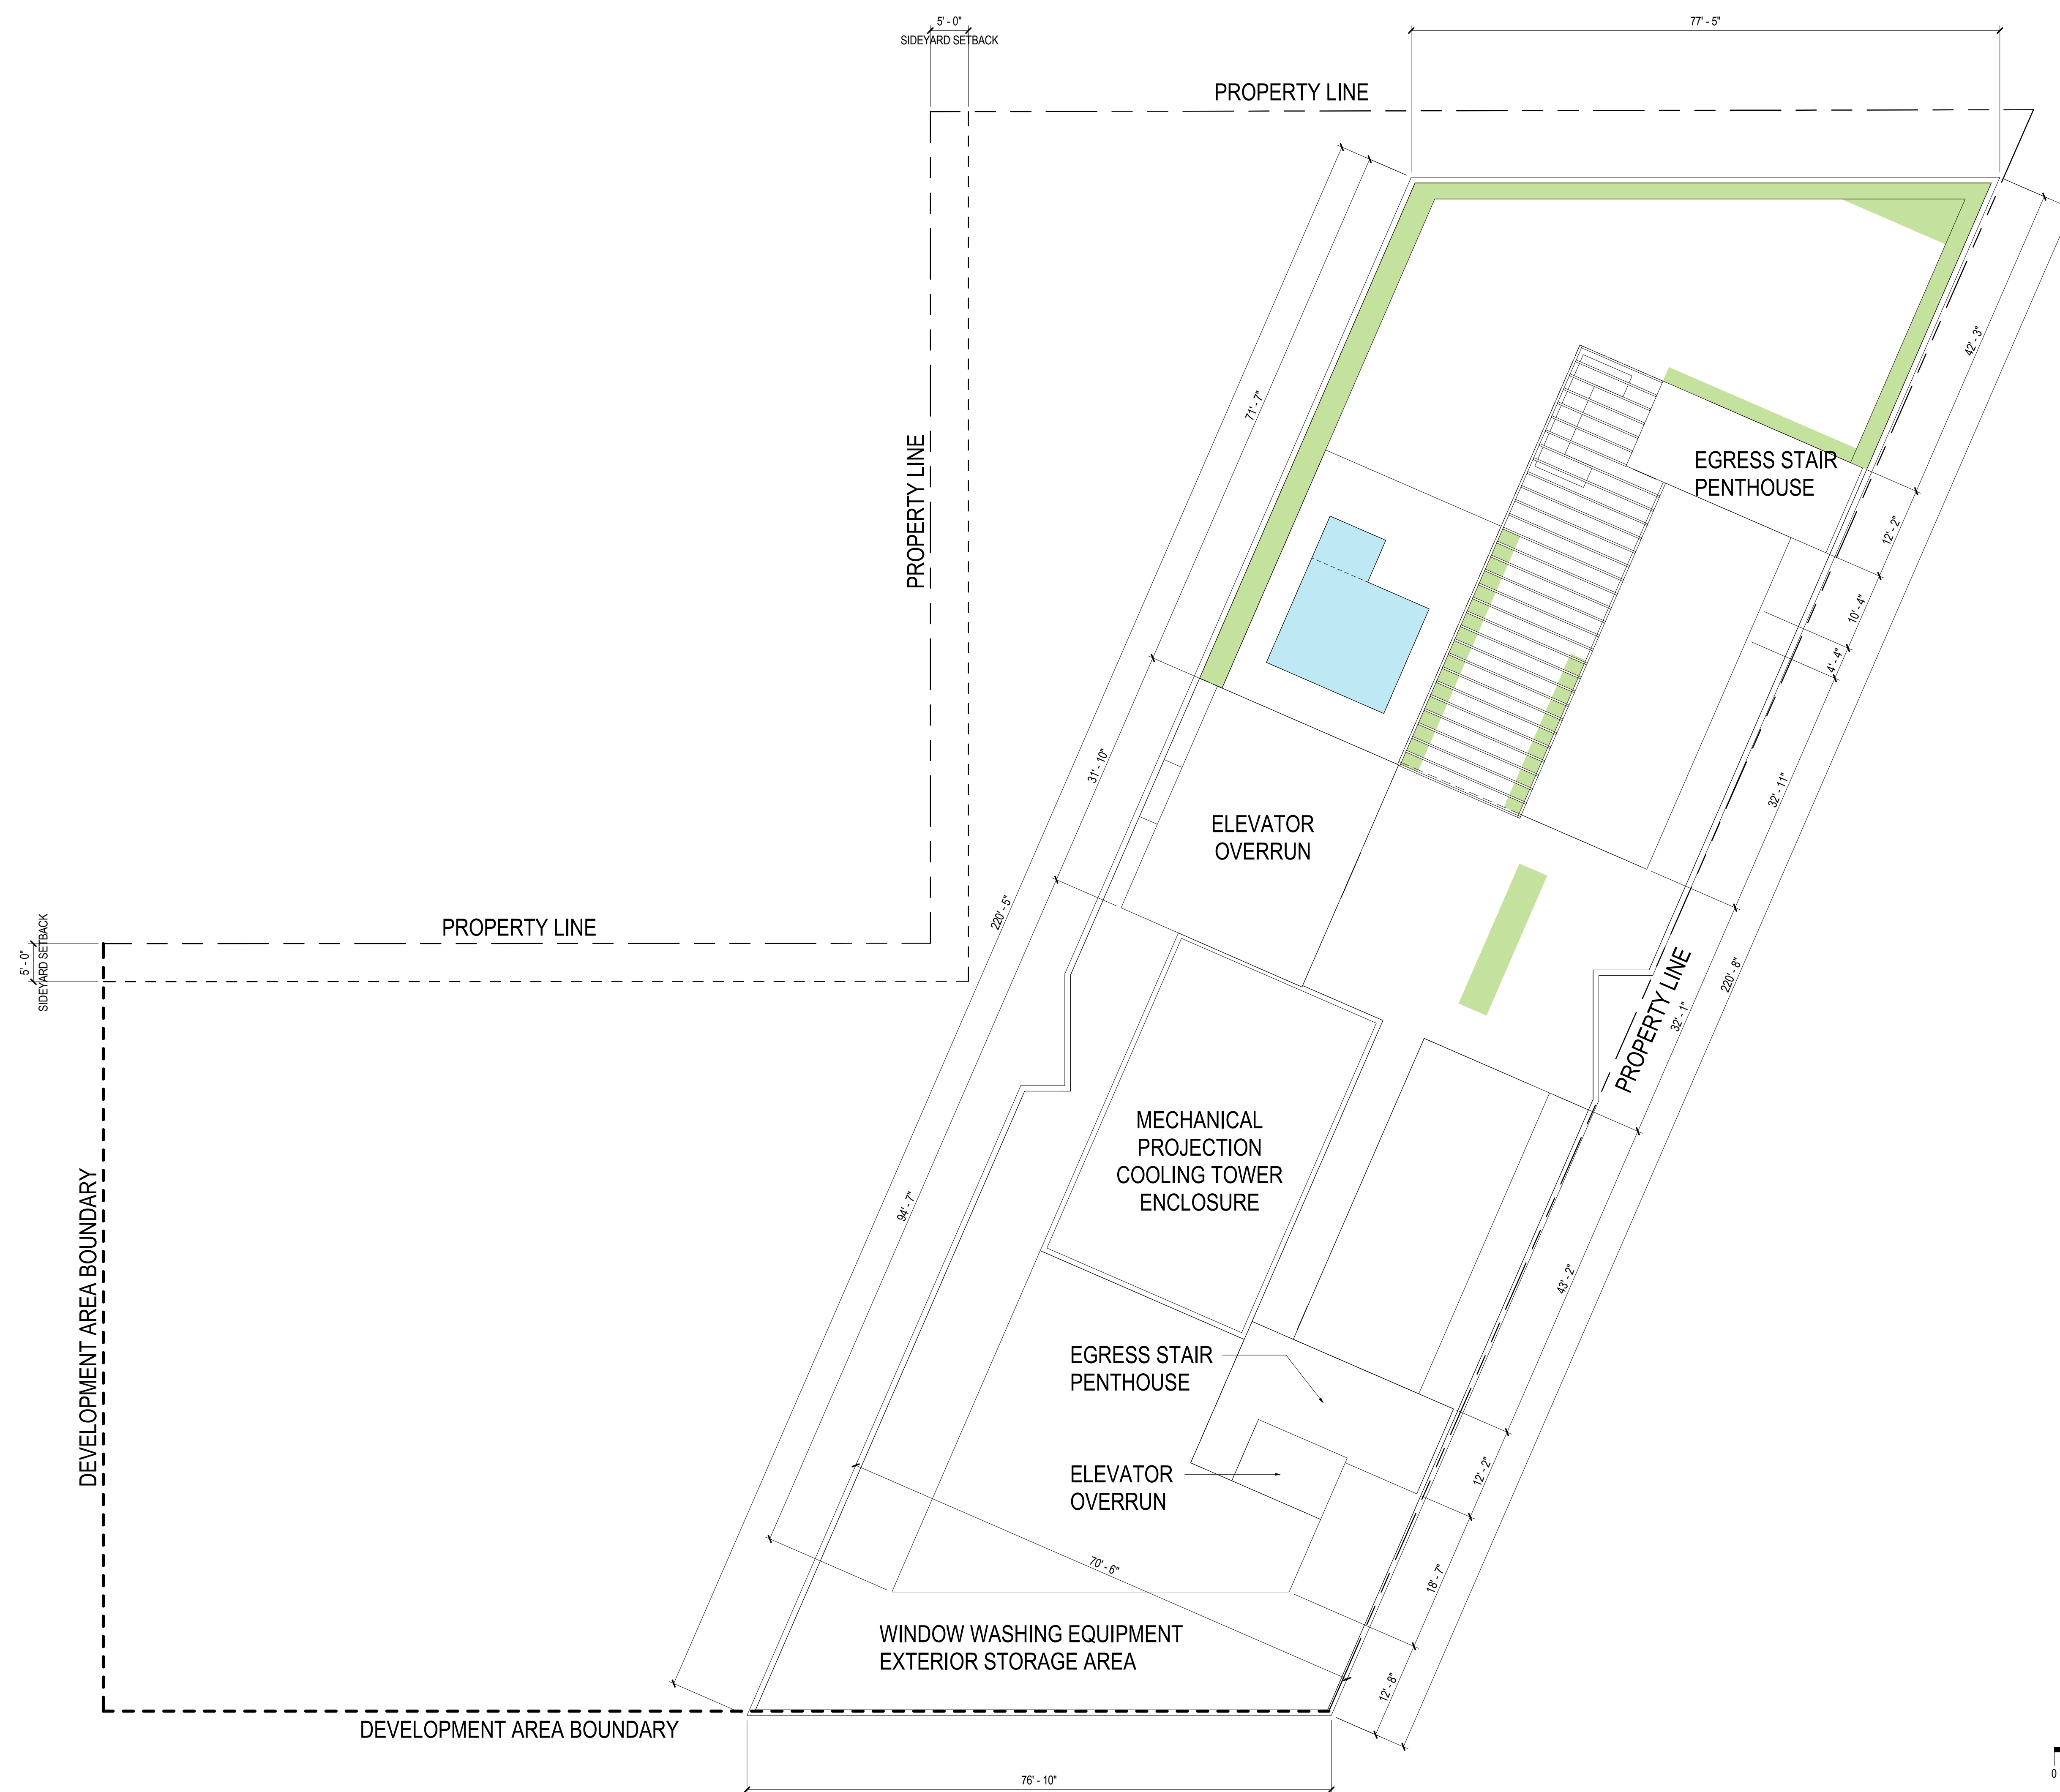 5' - 0"
SIDEYARD SETBACK
77' - 5"
PROPERTY LINE
PROPERTY LINE
71' - 7"
42' - 3"
EGRESS STAIR
PENTHOUSE
12' - 2"
10' - 4"
4' - 4"
31' - 10"
32' - 11"
ELEVATOR
OVERRUN
220' - 5"
PROPERTY LINE
5' - 0"
SIDEYARD SETBACK
PROPERTY LINE
32' - 1"
220' - 8"
MECHANICAL
PROJECTION
COOLING TOWER
ENCLOSURE
94' - 7"
43' - 2"
DEVELOPMENT AREA BOUNDARY
EGRESS STAIR
PENTHOUSE
ELEVATOR
OVERRUN
12' - 2"
70' - 6"
18' - 7"
WINDOW WASHING EQUIPMENT
EXTERIOR STORAGE AREA
12' - 8"
DEVELOPMENT AREA BOUNDARY
76' - 10"
0